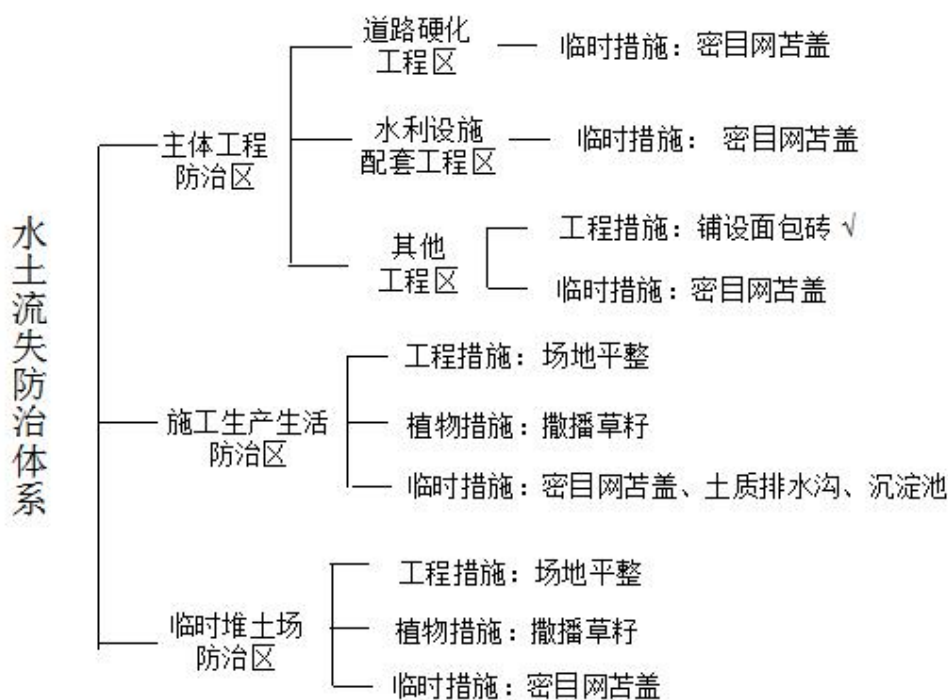 水土流失防治体系
主体工程
防治区
道路硬化
工程区
临时措施：密目网苫盖
水利设施
配套工程区
临时措施：密目网苫盖
其他
工程区
工程措施：铺设面包砖 √
临时措施：密目网苫盖
施工生产生活
防治区
工程措施：场地平整
植物措施：撒播草籽
临时措施：密目网苫盖、土质排水沟、沉淀池
临时堆土场
防治区
工程措施：场地平整
植物措施：撒播草籽
临时措施：密目网苫盖